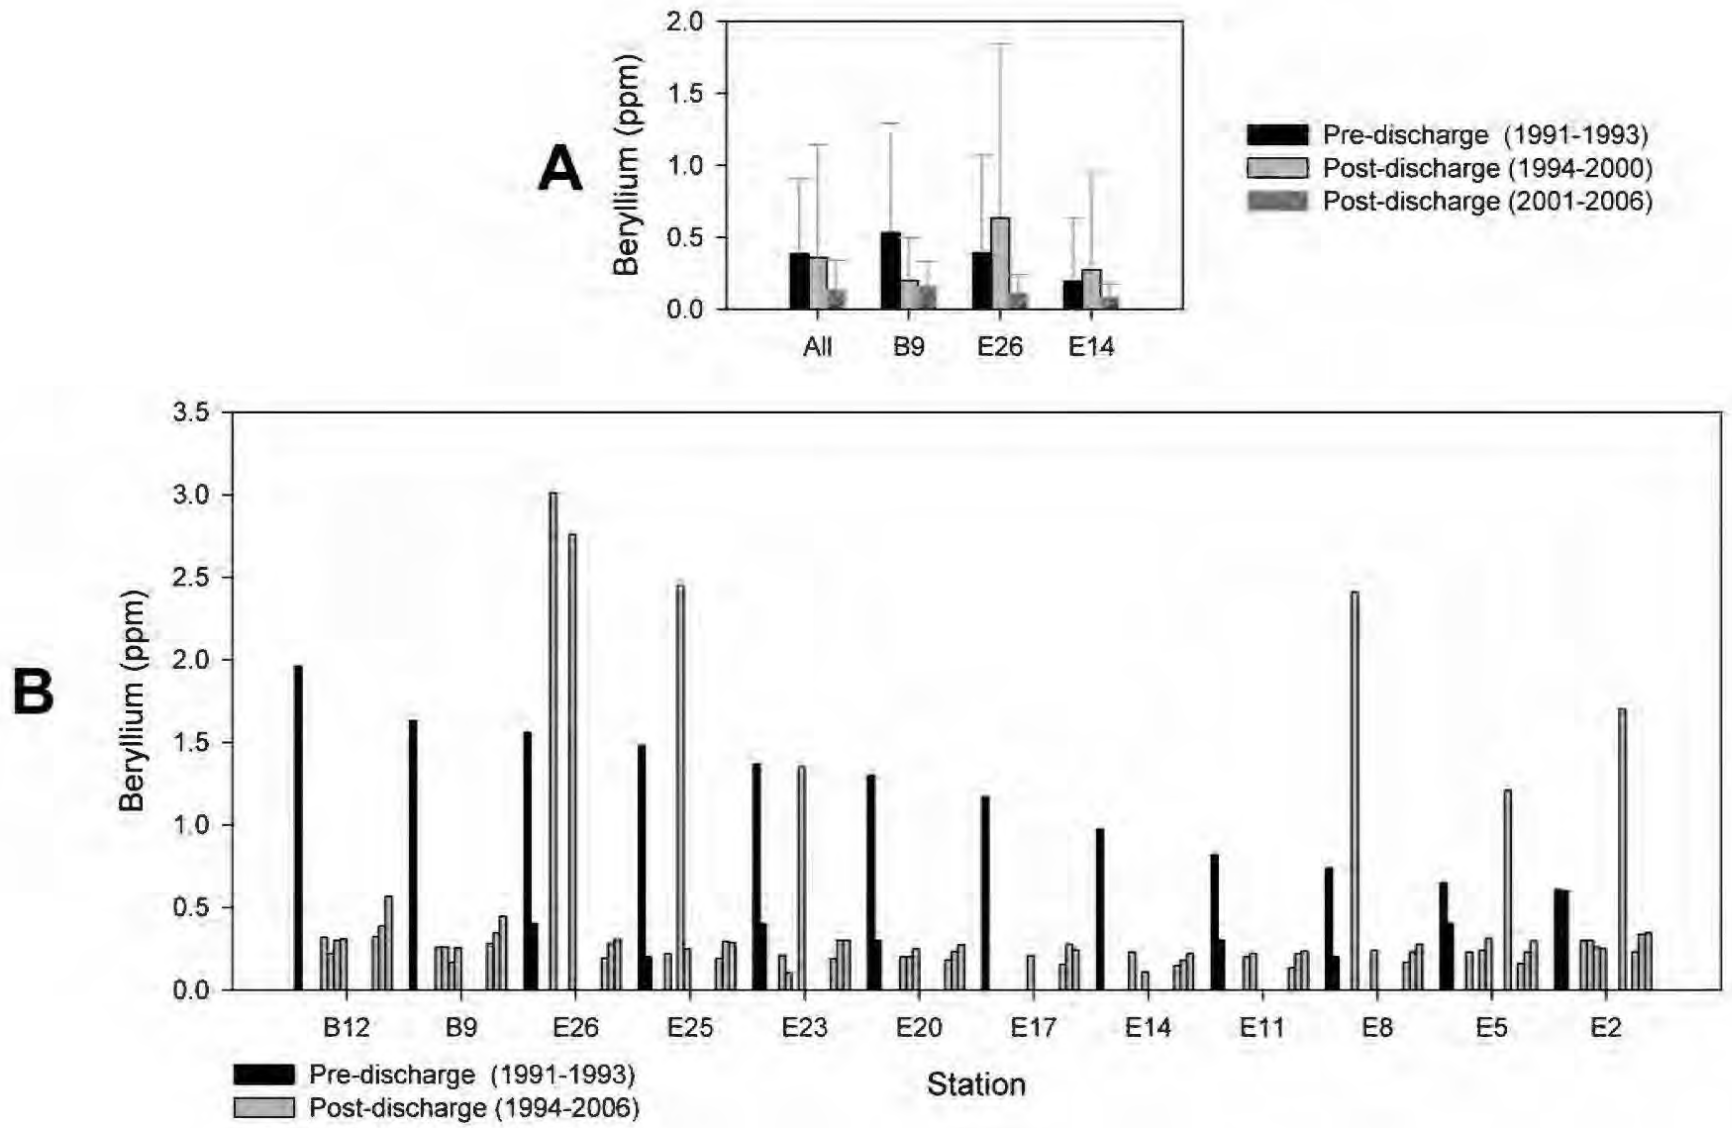 A
Beryllium (ppm)
2.0
1.5
1.0
0.5
0.0
All B9 E26 E14
Pre-discharge (1991-1993)
Post-discharge (1994-2000)
Post-discharge (2001-2006)
B
Beryllium (ppm)
3.5
3.0
2.5
2.0
1.5
1.0
0.5
0.0
B12 B9 E26 E25 E23 E20 E17 E14 E11 E8 E5 E2
Station
Pre-discharge (1991-1993)
Post-discharge (1994-2006)